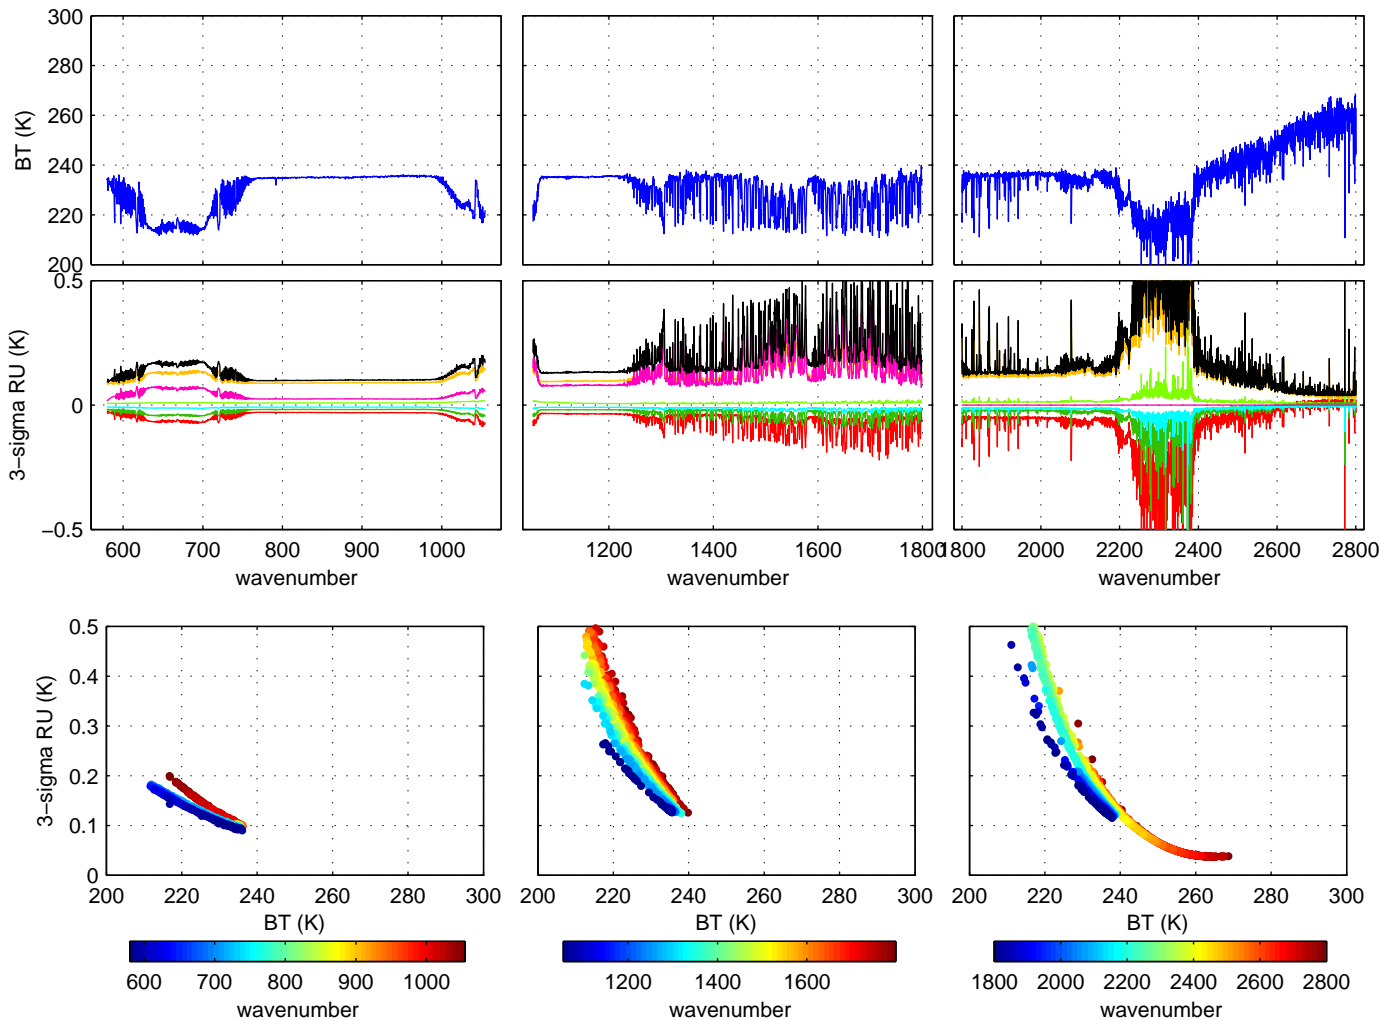 300
280
260
240
220
200
BT (K)
0.5
0
−0.5
3−sigma RU (K)
600 700 800 900 1000
1200 1400 1600 1800
1800 2000 2200 2400 2600 2800
wavenumber wavenumber wavenumber
0.5
0.4
0.3
0.2
0.1
0
3−sigma RU (K)
200 220 240 260 280 300
200 220 240 260 280 300
200 220 240 260 280 300
BT (K) BT (K) BT (K)
600 700 800 900 1000
1200 1400 1600
1800 2000 2200 2400 2600 2800
wavenumber wavenumber wavenumber